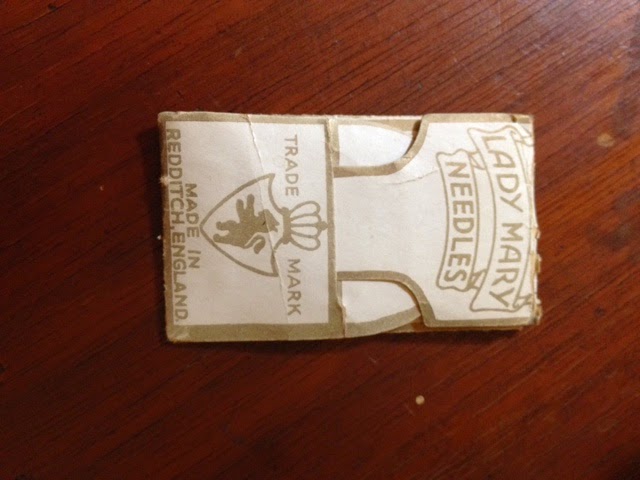 LADY MARY
NEEDLES
TRADE MARK
MADE IN
REDDITCH, ENGLAND.